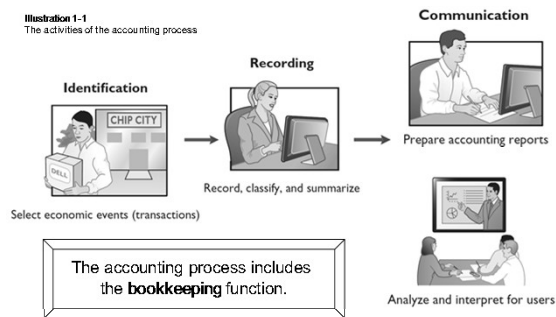 Illustration 1-1
The activities of the accounting process
Communication
Recording
Identification
CHIP CITY
DELL
Prepare accounting reports
Record, classify, and summarize
Select economic events (transactions)
The accounting process includes
the bookkeeping function.
Analyze and interpret for users